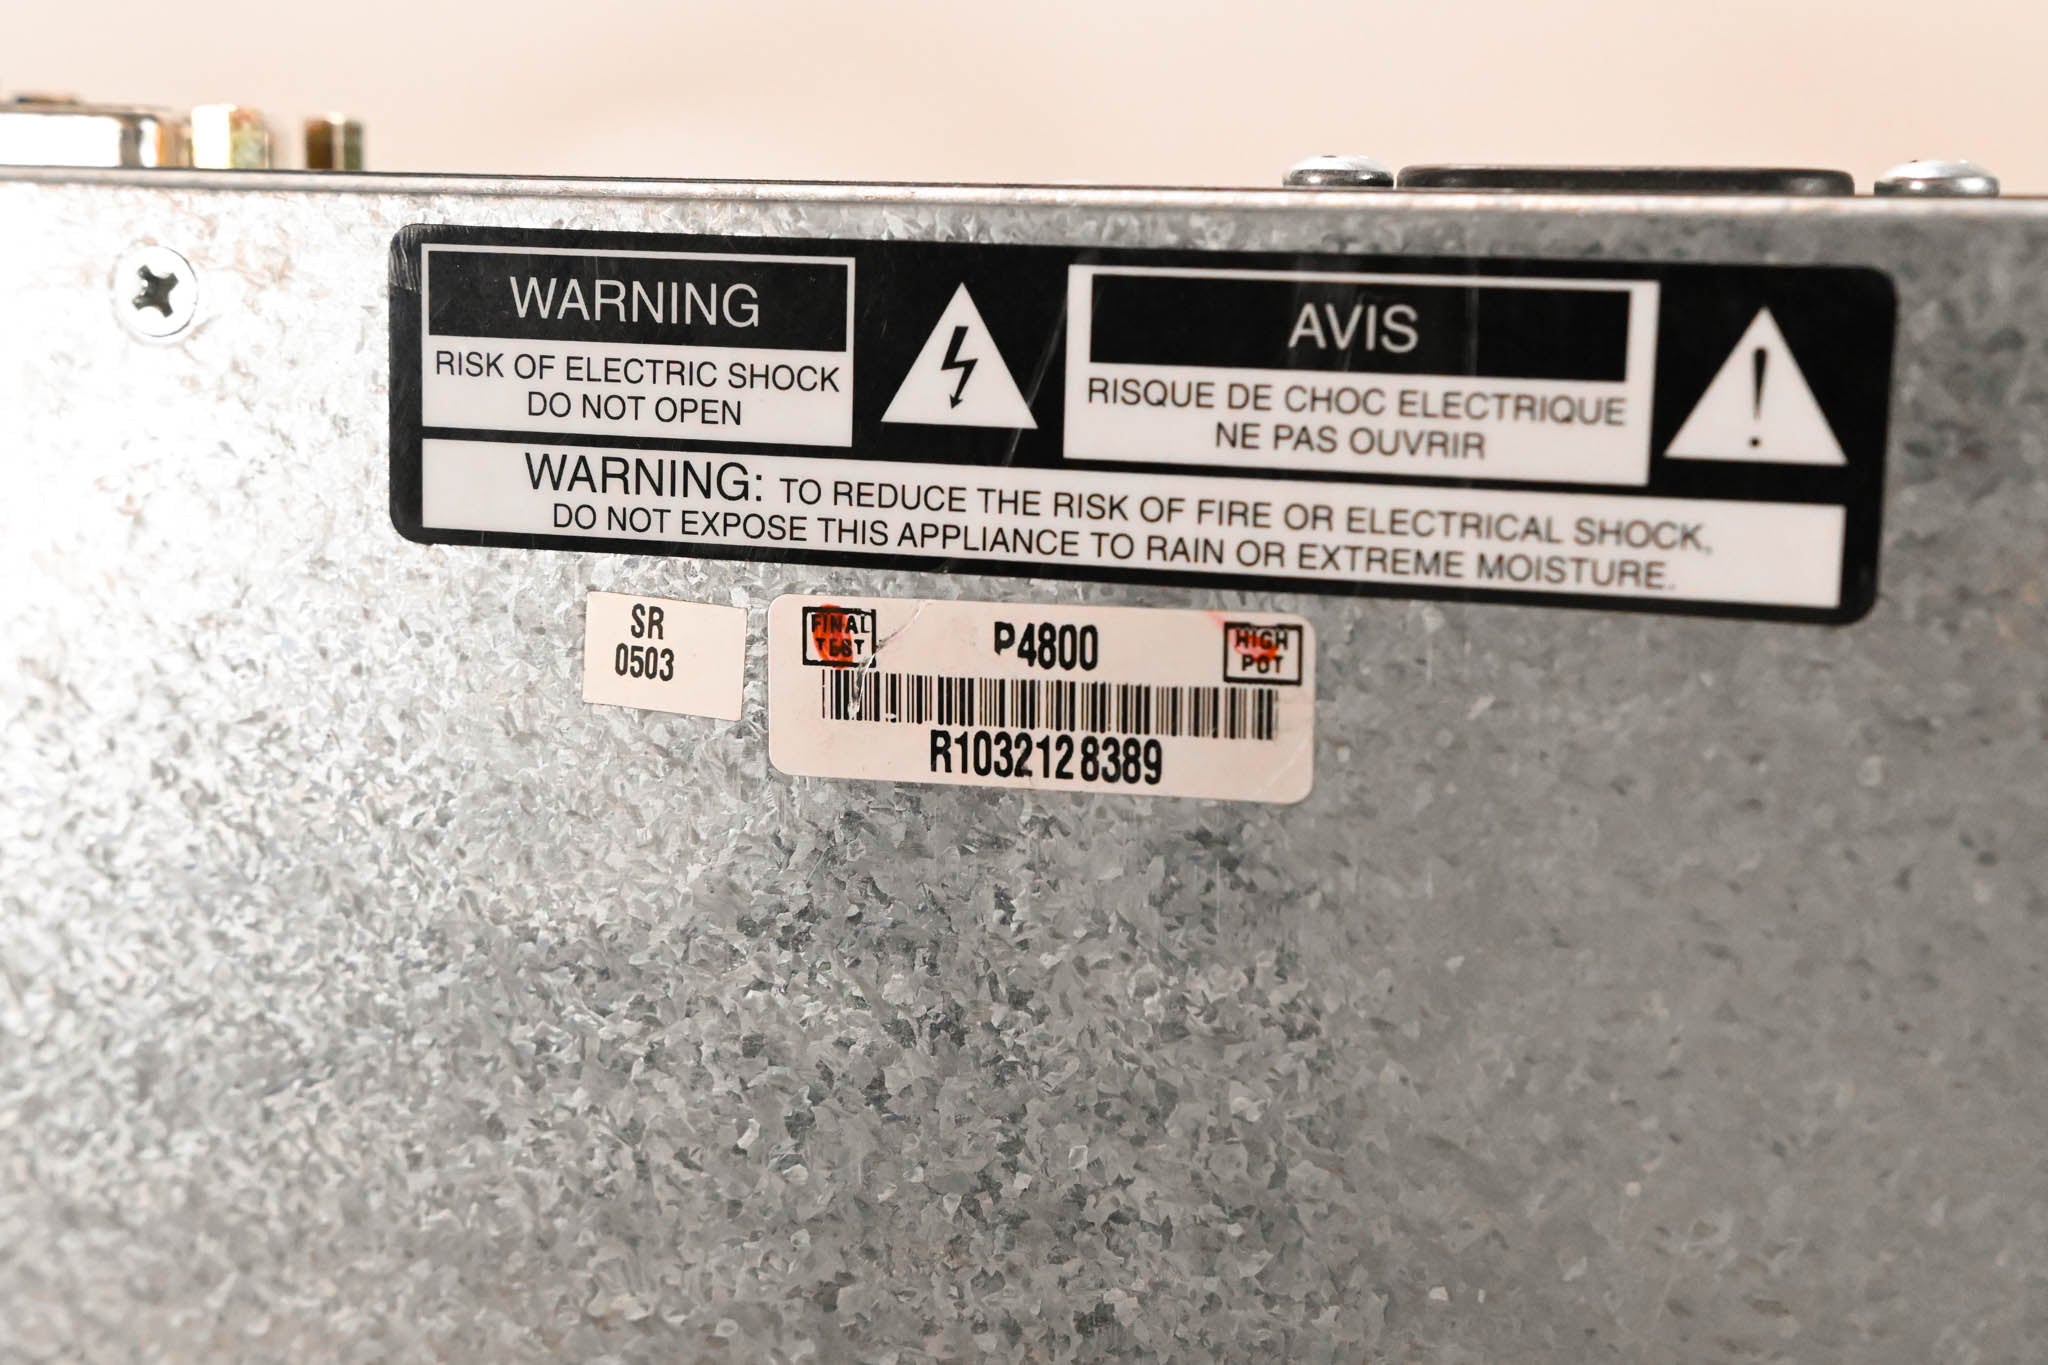 WARNING
RISK OF ELECTRIC SHOCK
DO NOT OPEN
AVIS
RISQUE DE CHOC ELECTRIQUE
NE PAS OUVRIR
WARNING: TO REDUCE THE RISK OF FIRE OR ELECTRICAL SHOCK,
DO NOT EXPOSE THIS APPLIANCE TO RAIN OR EXTREME MOISTURE.
SR
0503
FINAL
TEST
P4800
HIGH
POT
R1032128389